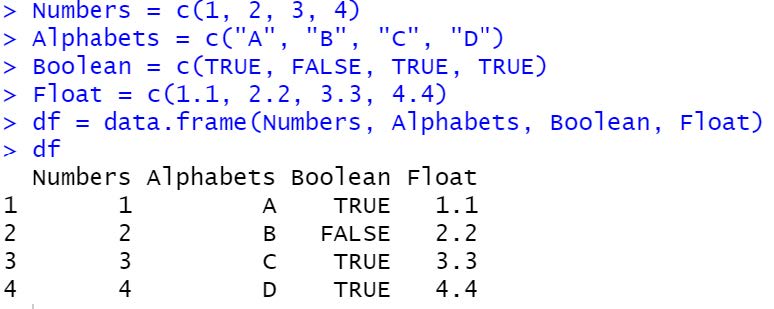 > Numbers = c(1, 2, 3, 4)
> Alphabets = c("A", "B", "C", "D")
> Boolean = c(TRUE, FALSE, TRUE, TRUE)
> Float = c(1.1, 2.2, 3.3, 4.4)
> df = data.frame(Numbers, Alphabets, Boolean, Float)
> df
  Numbers Alphabets Boolean Float
1       1         A    TRUE   1.1
2       2         B   FALSE   2.2
3       3         C    TRUE   3.3
4       4         D    TRUE   4.4